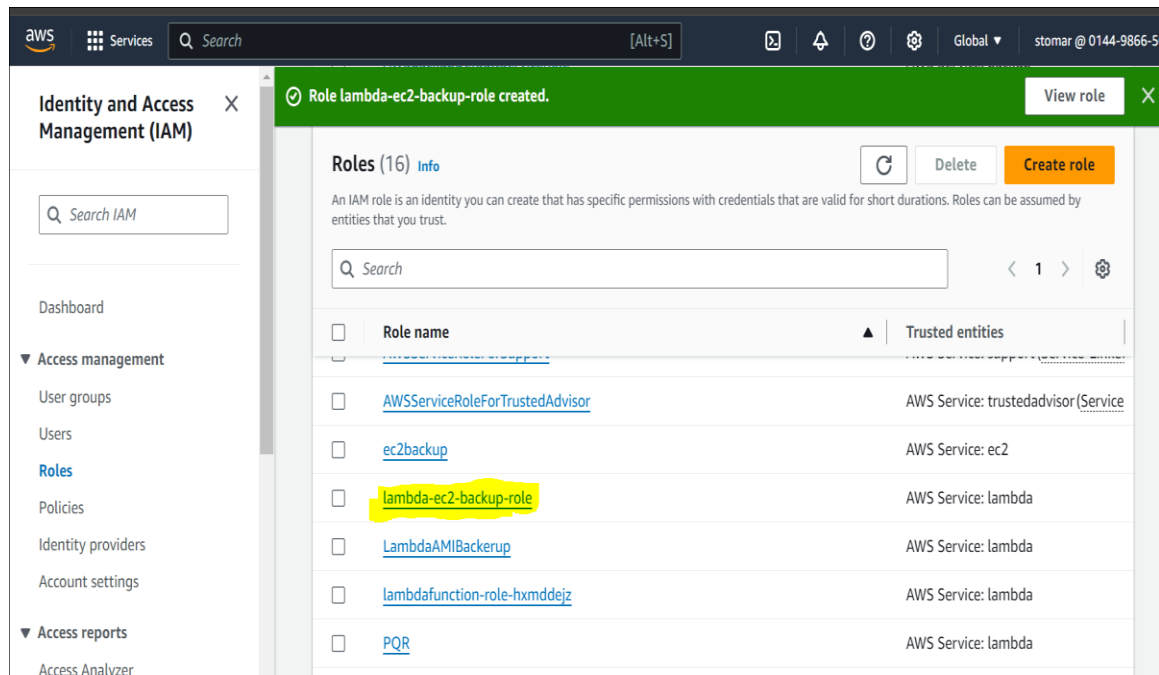 aws Services Search [Alt+S] Global ▼ stomar @ 0144-9866-5
Identity and Access
Management (IAM)
Search IAM
Dashboard
Access management
User groups
Users
Roles
Policies
Identity providers
Account settings
Access reports
Access Analyzer
Role lambda-ec2-backup-role created. View role
Roles (16) Info Delete Create role
An IAM role is an identity you can create that has specific permissions with credentials that are valid for short durations. Roles can be assumed by
entities that you trust.
Search 1
Role name ▲ Trusted entities
AWSServiceRoleForTrustedAdvisor AWS Service: trustedadvisor (Service
ec2backup AWS Service: ec2
lambda-ec2-backup-role AWS Service: lambda
LambdaAMIBackerup AWS Service: lambda
lambdafunction-role-hxmddejz AWS Service: lambda
PQR AWS Service: lambda